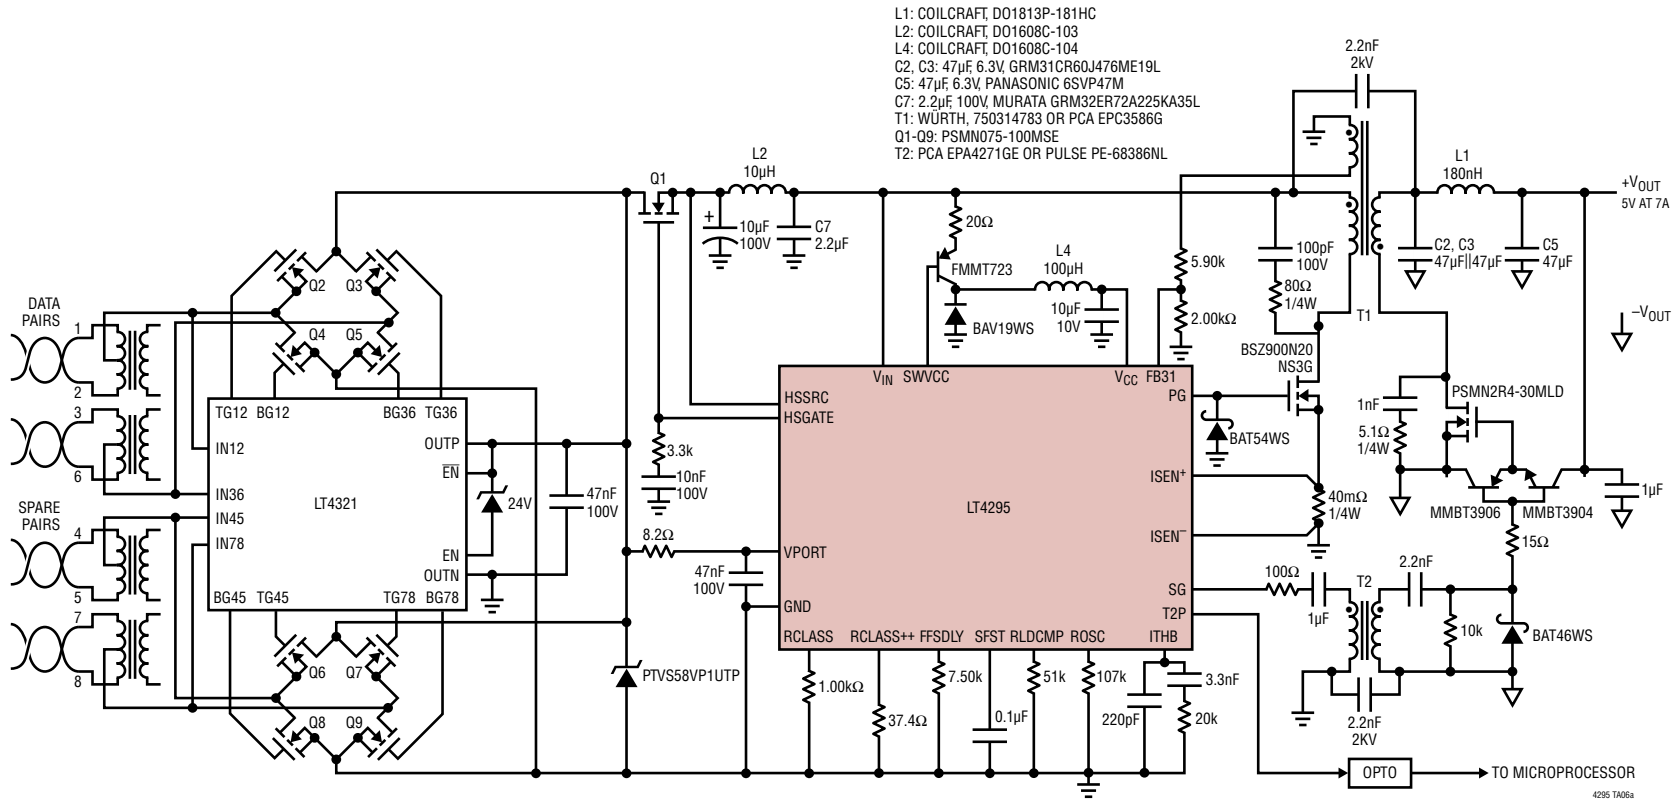 L1: COILCRAFT, DO1813P-181HC
L2: COILCRAFT, DO1608C-103
L4: COILCRAFT, DO1608C-104
C2, C3: 47µF, 6.3V, GRM31CR60J476ME19L
C5: 47µF, 6.3V, PANASONIC 6SVP47M
C7: 2.2µF, 100V, MURATA GRM32ER72A225KA35L
T1: WÜRTH, 750314783 OR PCA EPC3586G
Q1-Q9: PSMN075-100MSE
T2: PCA EPA4271GE OR PULSE PE-68386NL
2.2nF
2kV
Q1
L2
10µH
L1
180nH
+VOUT
5V AT 7A
+
10µF
100V
C7
2.2µF
20Ω
FMMT723
L4
100µH
10µF
10V
BAV19WS
5.90k
2.00kΩ
100pF
100V
80Ω
1/4W
T1
C2, C3
47µF||47µF
C5
47µF
–VOUT
DATA
PAIRS
1
2
3
6
SPARE
PAIRS
4
5
7
8
Q2
Q3
Q4
Q5
TG12
BG12
BG36
TG36
IN12
IN36
IN45
IN78
LT4321
OUTP
EN
EN
OUTN
BG45
TG45
TG78
BG78
24V
47nF
100V
Q6
Q7
Q8
Q9
3.3k
10nF
100V
8.2Ω
47nF
100V
PTVS58VP1UTP
VIN
SWVCC
VCC
FB31
HSSRC
HSGATE
VPORT
GND
LT4295
PG
ISEN+
ISEN–
SG
T2P
RCLASS
RCLASS++
FFSDLY
SFST
RLDCMP
ROSC
ITHB
1.00kΩ
37.4Ω
7.50k
0.1µF
51k
107k
220pF
3.3nF
20k
BSZ900N20
NS3G
BAT54WS
40mΩ
1/4W
1nF
5.1Ω
1/4W
PSMN2R4-30MLD
MMBT3906
MMBT3904
1µF
15Ω
100Ω
1µF
T2
2.2nF
10k
BAT46WS
2.2nF
2KV
OPTO
TO MICROPROCESSOR
4295 TA06a